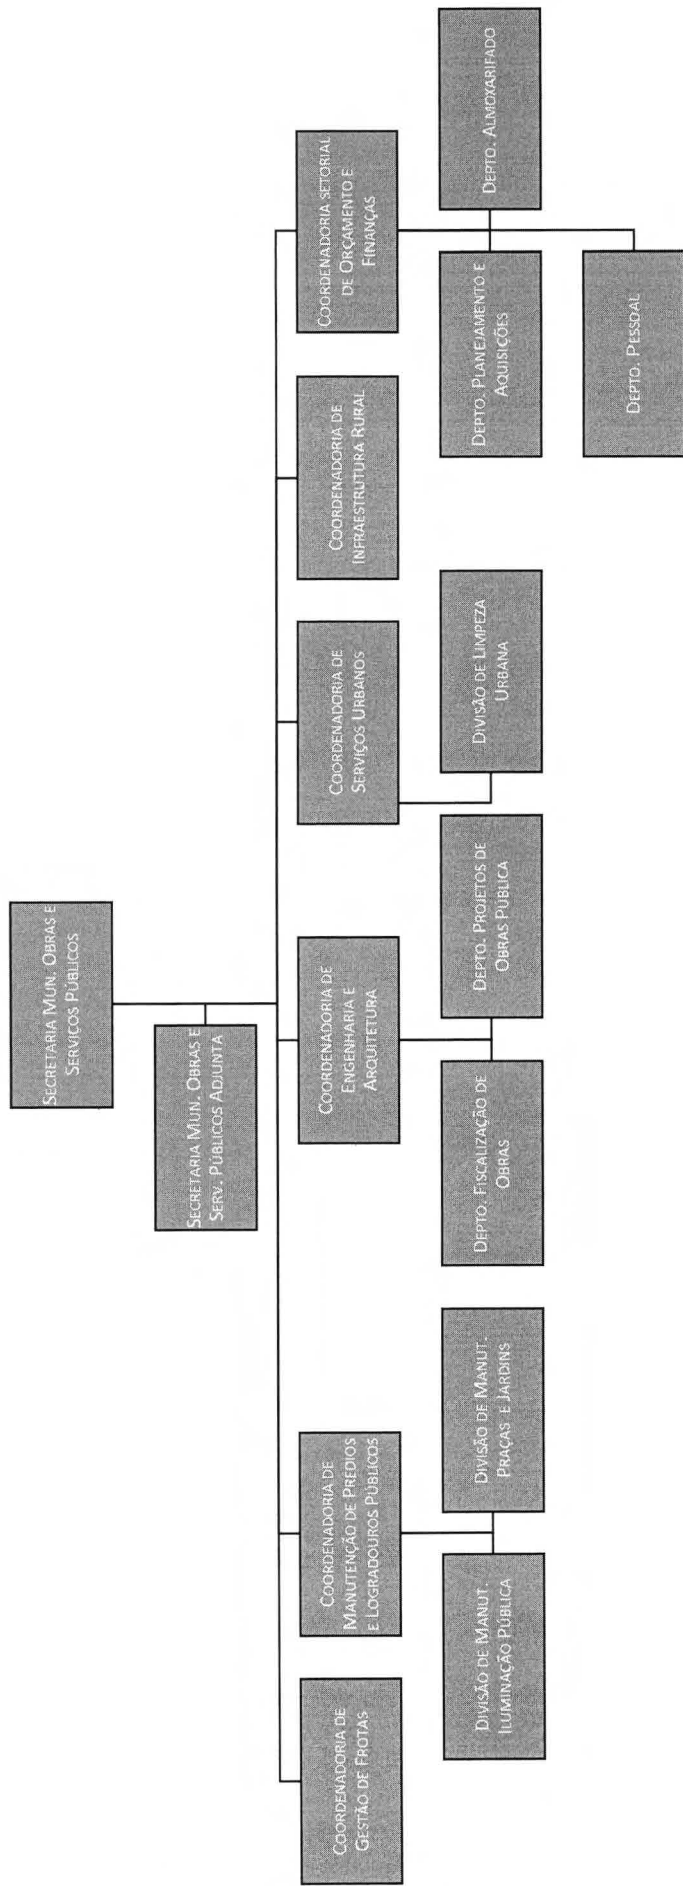 SECRETARIA MUN. OBRAS E
SERVIÇOS PÚBLICOS
SECRETARIA MUN. OBRAS E
SERV. PÚBLICOS ADJUNTA
COORDENADORIA DE
GESTÃO DE FROTAS
COORDENADORIA DE
MANUTENÇÃO DE PRÉDIOS
E LOGRADOUROS PÚBLICOS
COORDENADORIA DE
ENGENHARIA E
ARQUITETURA
COORDENADORIA DE
SERVIÇOS URBANOS
COORDENADORIA DE
INFRAESTRUTURA RURAL
COORDENADORIA SETORIAL
DE ORÇAMENTO E
FINANÇAS
DIVISÃO DE MANUT.
ILUMINAÇÃO PÚBLICA
DIVISÃO DE MANUT.
PRAÇAS E JARDINS
DEPTO. FISCALIZAÇÃO DE
OBRAS
DEPTO. PROJETOS DE
OBRAS PÚBLICA
DIVISÃO DE LIMPEZA
URBANA
DEPTO. PLANEJAMENTO E
AQUISIÇÕES
DEPTO. ALMOXARIFADO
DEPTO. PESSOAL